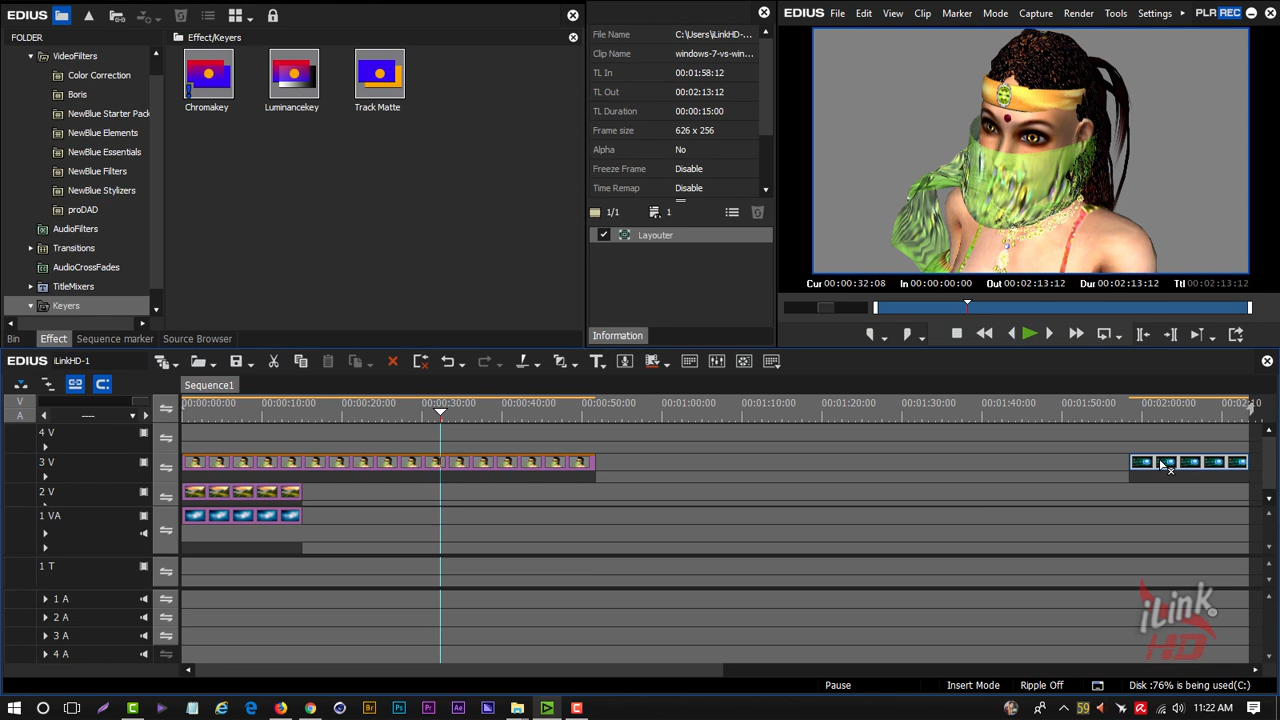 EDIUS
FOLDER
VideoFilters
Color Correction
Boris
NewBlue Starter Pack
NewBlue Elements
NewBlue Essentials
NewBlue Filters
NewBlue Stylizers
proDAD
AudioFilters
Transitions
AudioCrossFades
TitleMixers
Keyers
Bin Effect Sequence marker Source Browser
Effect/Keyers
Chromakey Luminancekey Track Matte
File Name C:\Users\iLinkHD-...
Clip Name windows-7-vs-win...
TL In 00:01:58:12
TL Out 00:02:13:12
TL Duration 00:00:15:00
Frame size 626 x 256
Alpha No
Freeze Frame Disable
Time Remap Disable
1/1 1
Layouter
Information
EDIUS File Edit View Clip Marker Mode Capture Render Tools Settings PLR REC
Cur 00:00:32:08 In 00:00:00:00 Out 00:02:13:12 Dur 00:02:13:12 Ttl 00:02:13:12
EDIUS iLinkHD-1
Sequence1
V
A ----
00:00:00:00 00:00:10:00 00:00:20:00 00:00:30:00 00:00:40:00 00:00:50:00 00:01:00:00 00:01:10:00 00:01:20:00 00:01:30:00 00:01:40:00 00:01:50:00 00:02:00:00 00:02:10
4 V
3 V
2 V
1 VA
1 T
1 A
2 A
3 A
4 A
iLink
HD
Pause Insert Mode Ripple Off Disk :76% is being used(C:)
Br Ps Pr Ae 59 11:22 AM